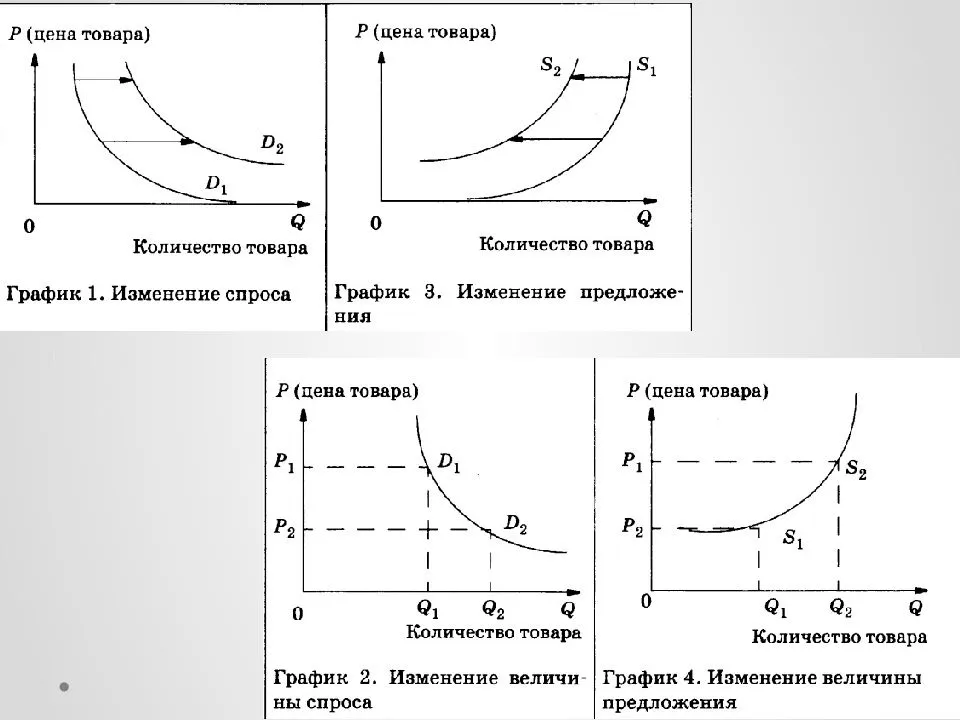 P (цена товара)
D₂
D₁
0
Q
Количество товара
График 1. Изменение спроса
P (цена товара)
S₂
S₁
0
Q
Количество товара
График 3. Изменение предложе-
ния
P (цена товара)
P₁
D₁
P₂
D₂
0
Q₁
Q₂
Q
Количество товара
График 2. Изменение величи-
ны спроса
P (цена товара)
P₁
S₂
P₂
S₁
0
Q₁
Q₂
Q
Количество товара
График 4. Изменение величины
предложения